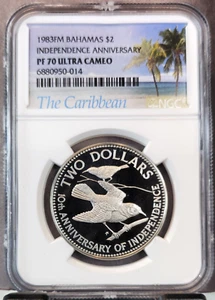 1983FM BAHAMAS $2
INDEPENDENCE ANNIVERSARY
PF 70 ULTRA CAMEO
6880950-014
The Caribbean
NGC
TWO DOLLARS
10th ANNIVERSARY OF INDEPENDENCE